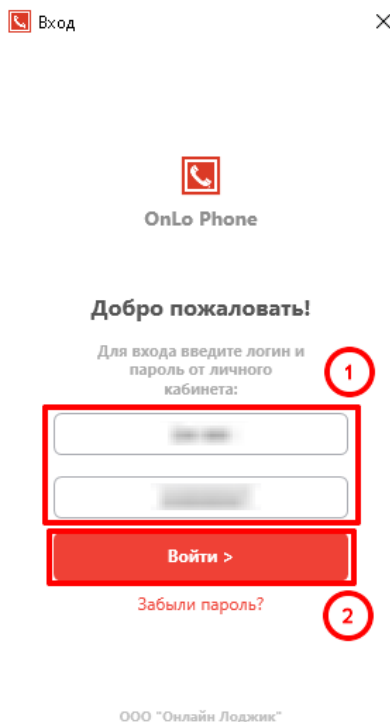 Вход
OnLo Phone
Добро пожаловать!
Для входа введите логин и
пароль от личного
кабинета:
1
Войти >
Забыли пароль?
2
ООО "Онлайн Лоджик"